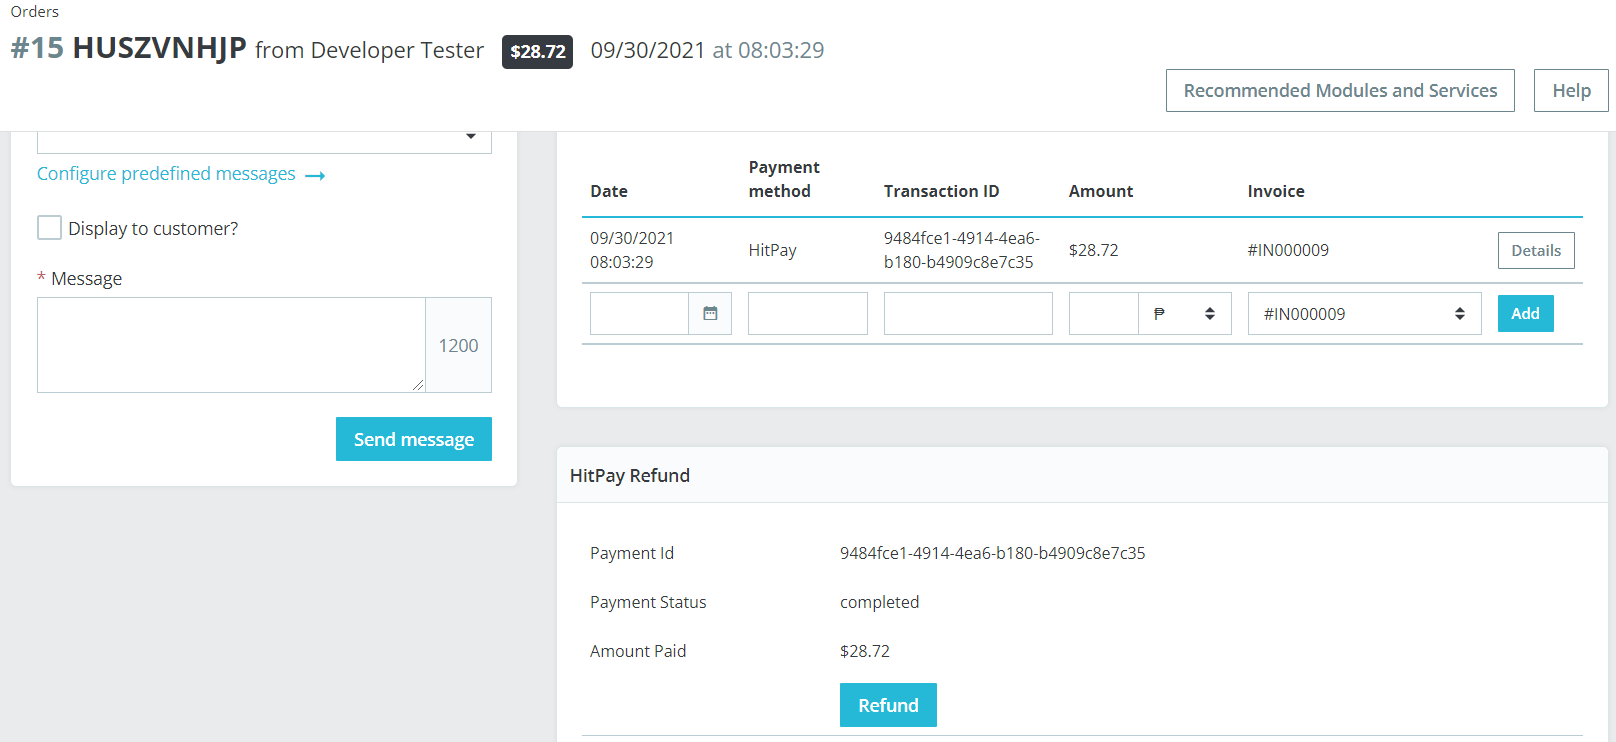 Orders
#15 HUSZVNHJP from Developer Tester $28.72 09/30/2021 at 08:03:29
Recommended Modules and Services
Help
Configure predefined messages →
Display to customer?
* Message
1200
Send message
Date Payment method Transaction ID Amount Invoice
09/30/2021 08:03:29 HitPay 9484fce1-4914-4ea6-b180-b4909c8e7c35 $28.72 #IN000009 Details
₱ #IN000009 Add
HitPay Refund
Payment Id 9484fce1-4914-4ea6-b180-b4909c8e7c35
Payment Status completed
Amount Paid $28.72
Refund